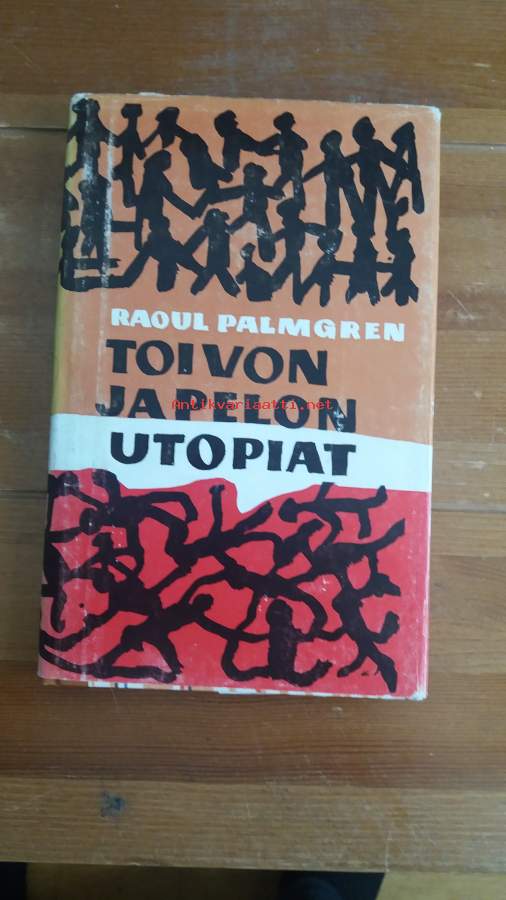 RAOUL PALMGREN
TOIVON
JA PELON
Antikvariaatti.net
UTOPIAT